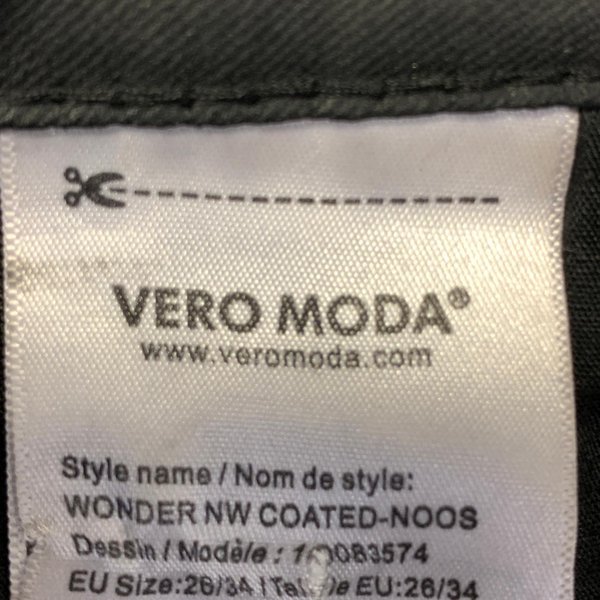 VERO MODA®
www.veromoda.com
Style name / Nom de style:
WONDER NW COATED-NOOS
Dessin / Modèle :
EU Size:26/34 / EU:26/34